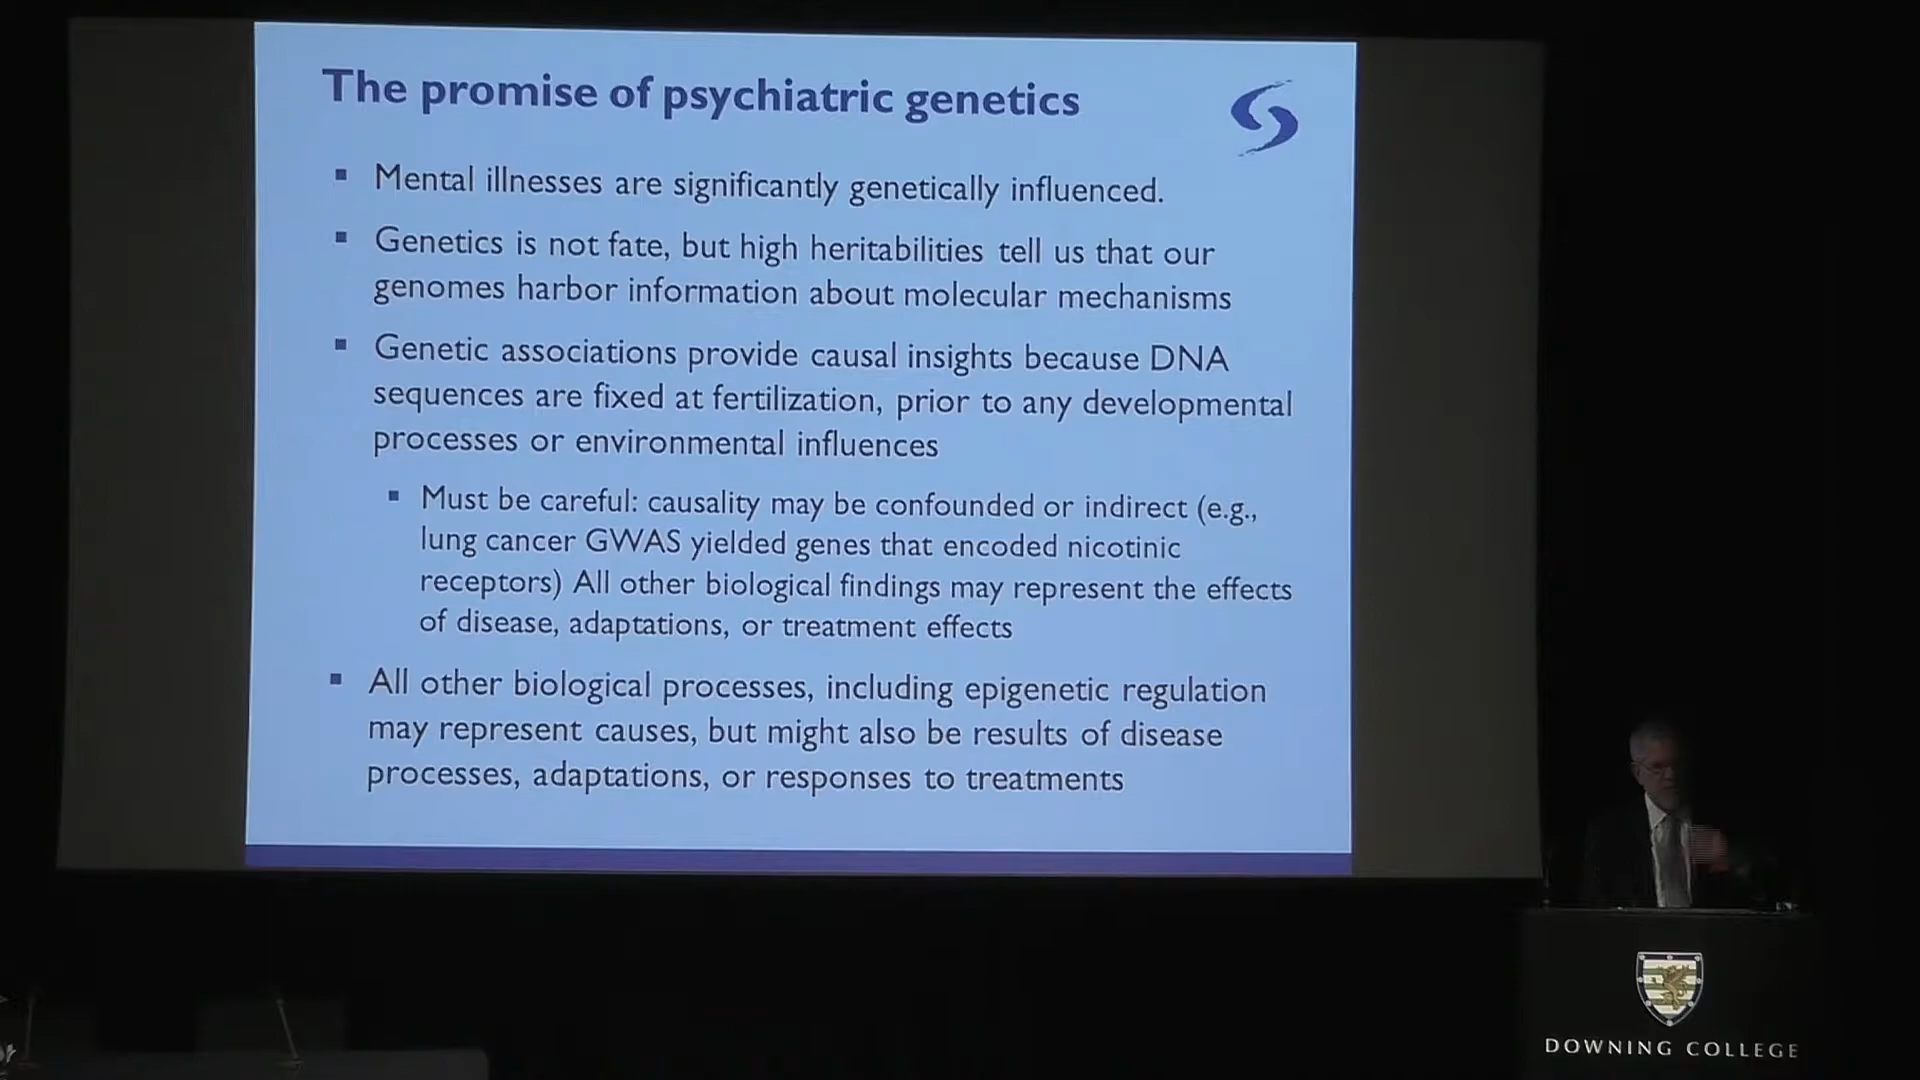 The promise of psychiatric genetics
▪ Mental illnesses are significantly genetically influenced.
▪ Genetics is not fate, but high heritabilities tell us that our
genomes harbor information about molecular mechanisms
▪ Genetic associations provide causal insights because DNA
sequences are fixed at fertilization, prior to any developmental
processes or environmental influences
▪ Must be careful: causality may be confounded or indirect (e.g.,
lung cancer GWAS yielded genes that encoded nicotinic
receptors) All other biological findings may represent the effects
of disease, adaptations, or treatment effects
▪ All other biological processes, including epigenetic regulation
may represent causes, but might also be results of disease
processes, adaptations, or responses to treatments
DOWNING COLLEGE